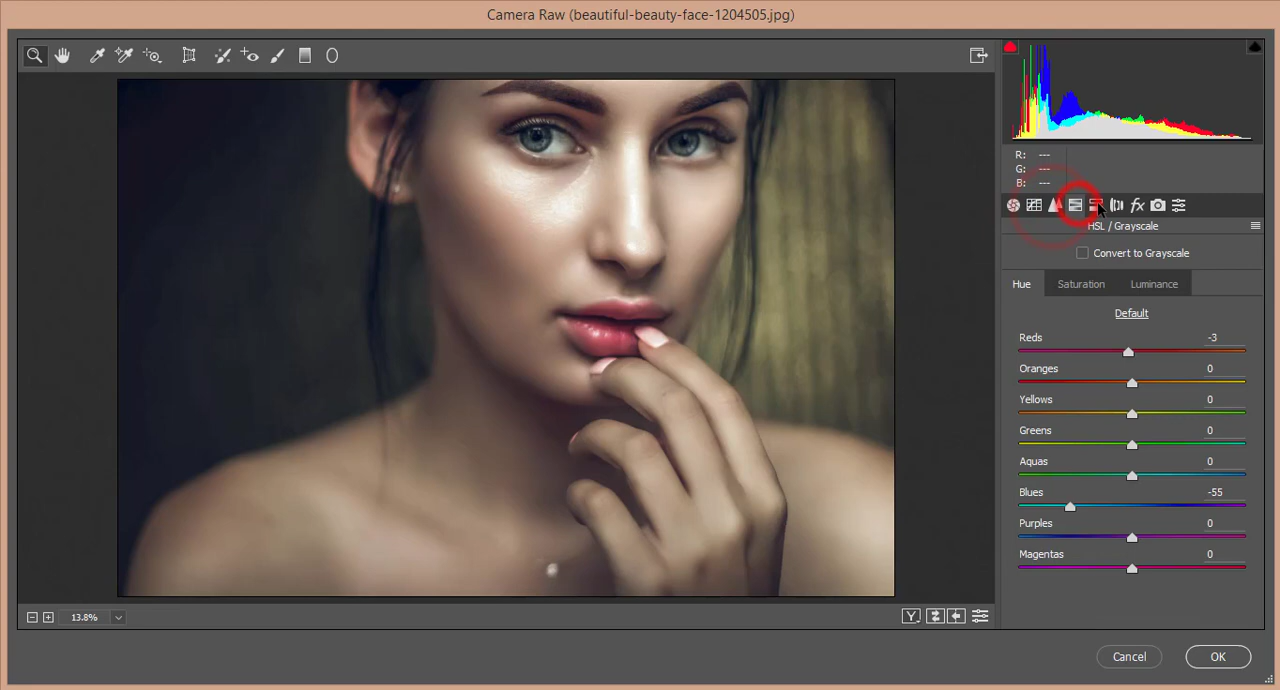 Camera Raw (beautiful-beauty-face-1204505.jpg)
R: ---
G: ---
B: ---
fx
HSL / Grayscale
Convert to Grayscale
Hue Saturation Luminance
Default
Reds -3
Oranges 0
Yellows 0
Greens 0
Aquas 0
Blues -55
Purples 0
Magentas 0
13.8%
Y
Cancel OK